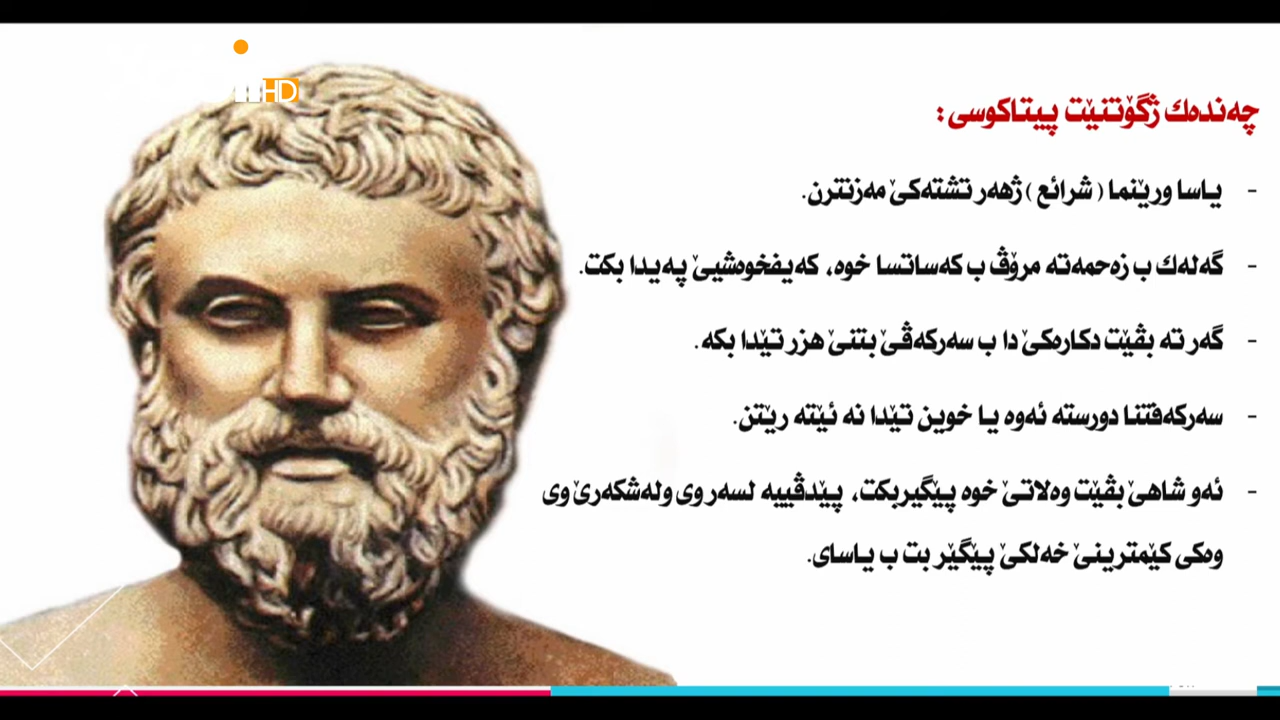 HD
چەندەك ژگۆتنێت پیتاكوسی :
- یاسا ورێنما ( شرائع ) ژهەر تشتەكێ مەزنترن.
- گەلەك ب زەحمەتە مرۆڤ ب كەساتسا خوە، كەیفخوەشیێ پەیدا بكت.
- گەر تە بڤێت دكارەكێ دا ب سەركەڤێ بتنێ هزر تێدا بكە.
- سەركەفتنا دورستە ئەوە یا خوین تێدا نە ئێتە رێتن.
- ئەو شاهێ بڤێت وەلاتێ خوە پێگیربكت، پێدڤییە لسەر وی ولەشكەرێ وی
وەكی كێمترینێ خەلكێ پێگێر بت ب یاسای.